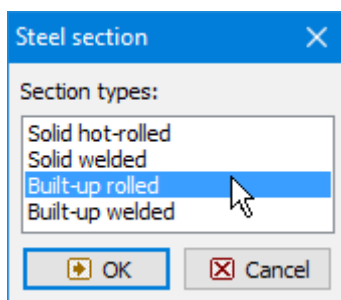 Steel section
Section types:
Solid hot-rolled
Solid welded
Built-up rolled
Built-up welded
OK Cancel